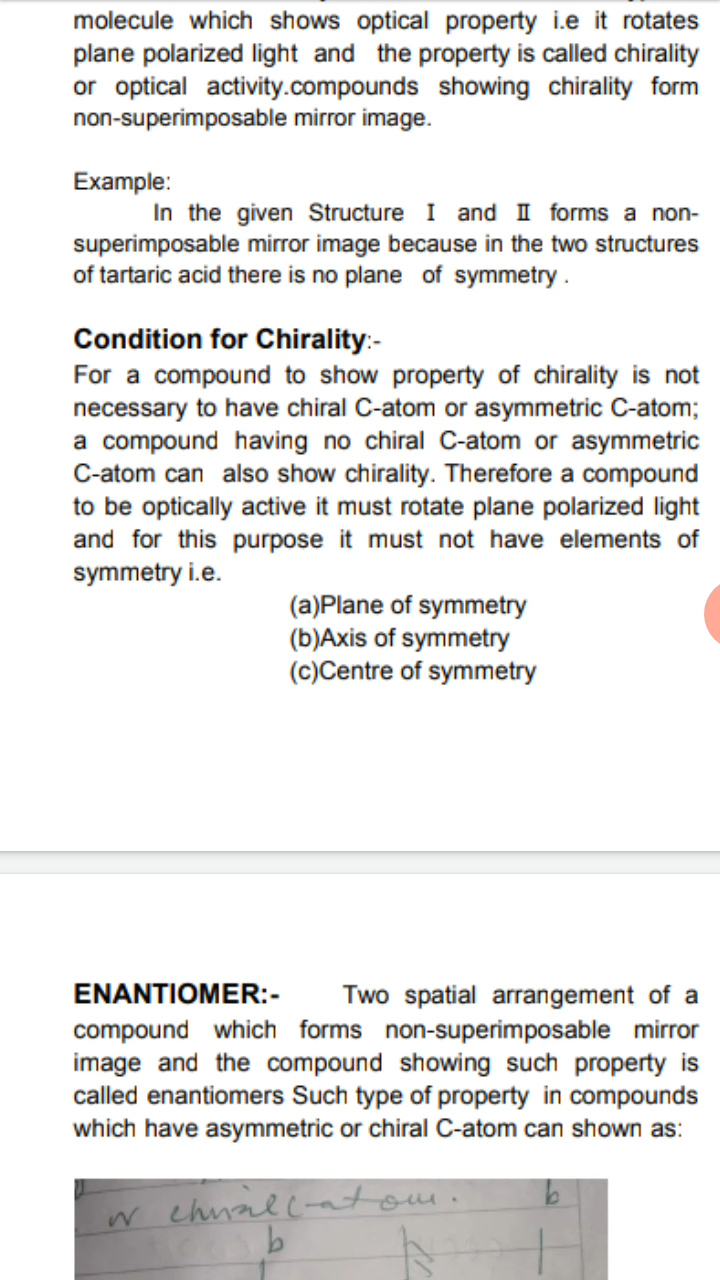 molecule which shows optical property i.e it rotates
plane polarized light and the property is called chirality
or optical activity.compounds showing chirality form
non-superimposable mirror image.
Example:
In the given Structure I and II forms a non-
superimposable mirror image because in the two structures
of tartaric acid there is no plane of symmetry .
Condition for Chirality:-
For a compound to show property of chirality is not
necessary to have chiral C-atom or asymmetric C-atom;
a compound having no chiral C-atom or asymmetric
C-atom can also show chirality. Therefore a compound
to be optically active it must rotate plane polarized light
and for this purpose it must not have elements of
symmetry i.e.
(a)Plane of symmetry
(b)Axis of symmetry
(c)Centre of symmetry
ENANTIOMER:- Two spatial arrangement of a
compound which forms non-superimposable mirror
image and the compound showing such property is
called enantiomers Such type of property in compounds
which have asymmetric or chiral C-atom can shown as:
chiral C-atom. b
b